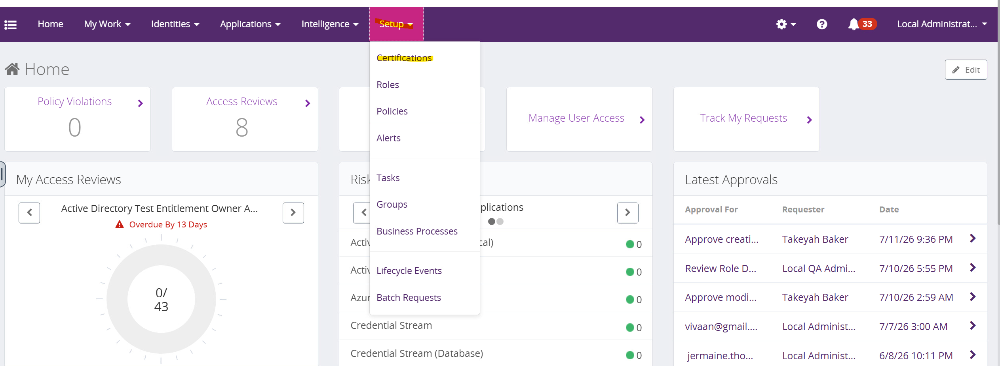 Home My Work Identities Applications Intelligence Setup 33 Local Administrat...
Home
Edit
Certifications
Roles
Policies
Alerts
Tasks
Groups
Business Processes
Lifecycle Events
Batch Requests
Policy Violations
0
Access Reviews
8
Manage User Access
Track My Requests
My Access Reviews
Active Directory Test Entitlement Owner A...
Overdue By 13 Days
0/
43
Risk
plications
Activ cal) 0
Activ 0
Azur 0
Credential Stream 0
Credential Stream (Database) 0
Latest Approvals
Approval For Requester Date
Approve creati... Takeyah Baker 7/11/26 9:36 PM
Review Role D... Local QA Admi... 7/10/26 5:55 PM
Approve modi... Takeyah Baker 7/10/26 2:59 AM
vivaan@gmail.... Local Administ... 7/7/26 3:00 AM
jermaine.tho... Local Administ... 6/8/26 10:11 PM